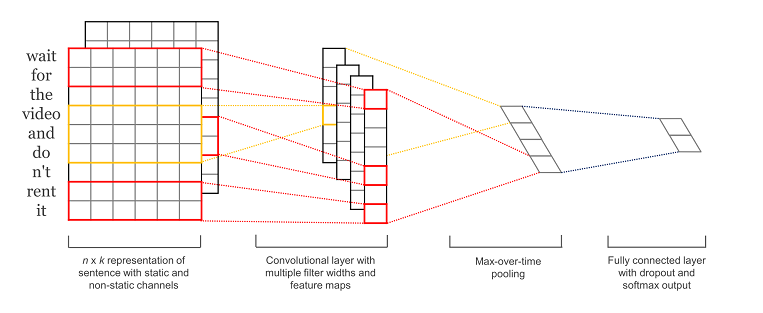 wait
for
the
video
and
do
n't
rent
it
n x k representation of
sentence with static and
non-static channels
Convolutional layer with
multiple filter widths and
feature maps
Max-over-time
pooling
Fully connected layer
with dropout and
softmax output